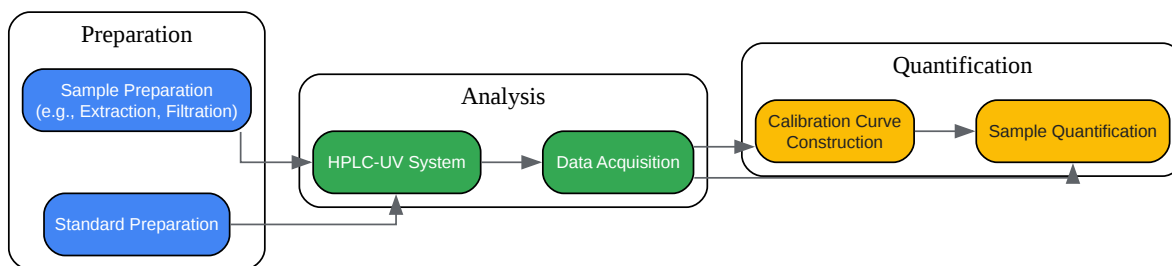 Preparation
Sample Preparation
(e.g., Extraction, Filtration)
Standard Preparation
Analysis
HPLC-UV System
Data Acquisition
Quantification
Calibration Curve
Construction
Sample Quantification